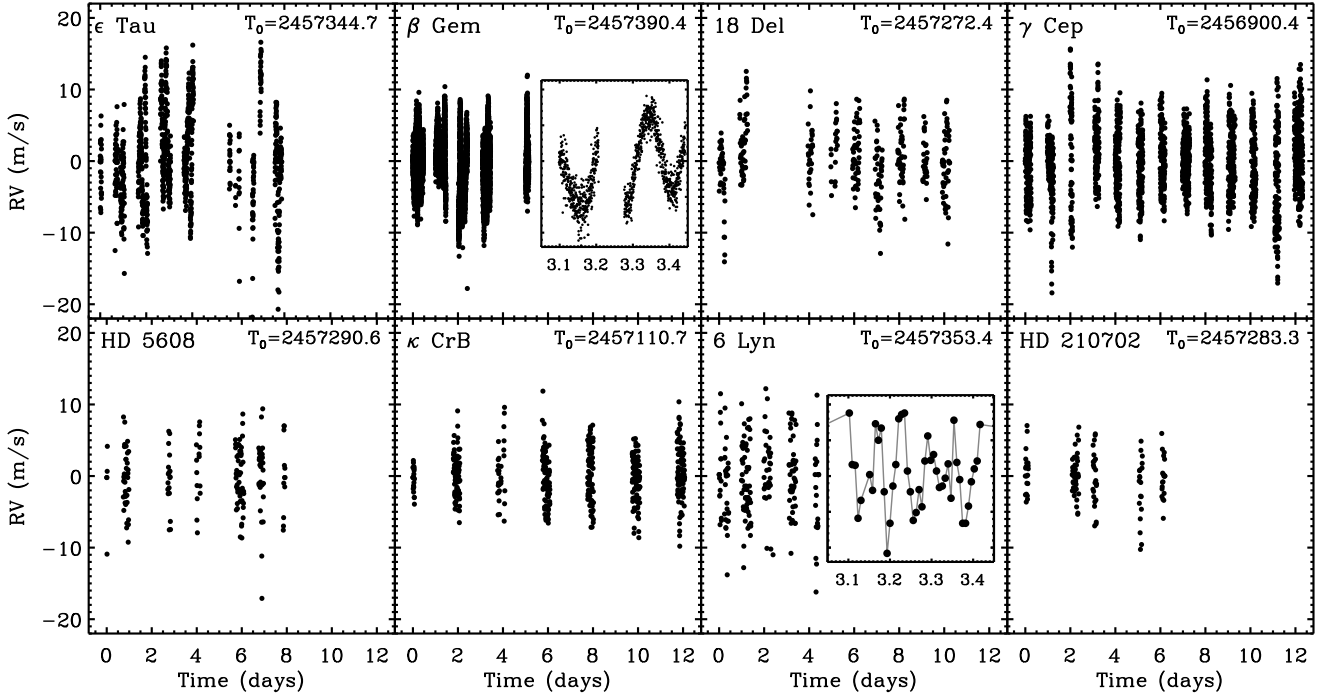 ϵ Tau T₀=2457344.7
β Gem T₀=2457390.4
18 Del T₀=2457272.4
γ Cep T₀=2456900.4
20
10
0
−10
−20
RV (m/s)
3.1 3.2 3.3 3.4
HD 5608 T₀=2457290.6
κ CrB T₀=2457110.7
6 Lyn T₀=2457353.4
HD 210702 T₀=2457283.3
20
10
0
−10
−20
RV (m/s)
3.1 3.2 3.3 3.4
0 2 4 6 8 10 12
0 2 4 6 8 10 12
0 2 4 6 8 10 12
0 2 4 6 8 10 12
Time (days)
Time (days)
Time (days)
Time (days)